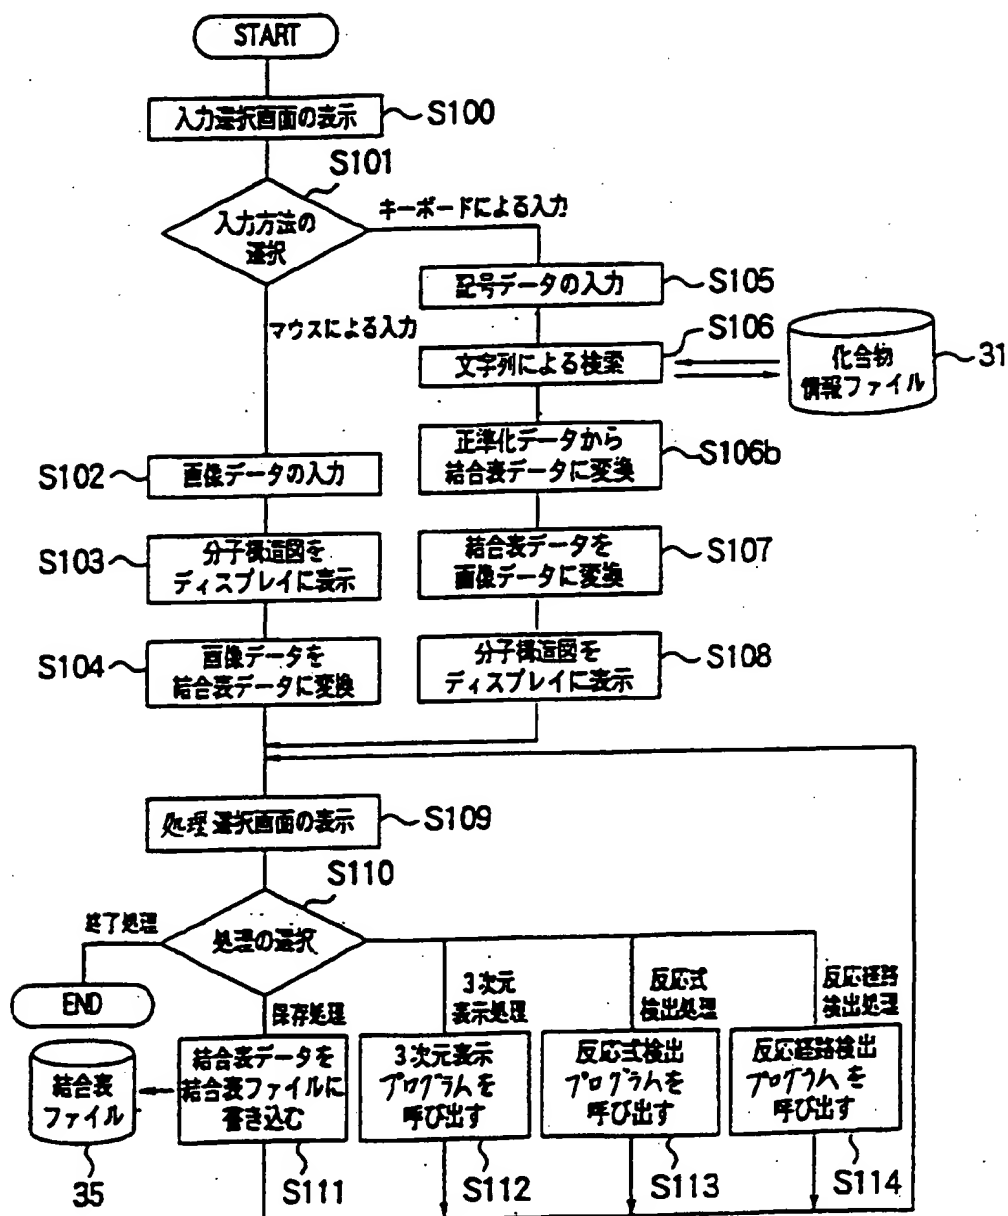 START
入力選択画面の表示
S100
S101
入力方法の
選択
キーボードによる入力
マウスによる入力
記号データの入力
S105
文字列による検索
S106
化合物
情報ファイル
31
正準化データから
結合表データに変換
S106b
S102
画像データの入力
S103
分子構造図を
ディスプレイに表示
結合表データを
画像データに変換
S107
S104
画像データを
結合表データに変換
分子構造図を
ディスプレイに表示
S108
処理選択画面の表示
S109
S110
処理の選択
終了処理
END
保存処理
3次元
表示処理
反応式
検出処理
反応経路
検出処理
結合表
ファイル
35
結合表データを
結合表ファイルに
書き込む
S111
3次元表示
プログラムを
呼び出す
S112
反応式検出
プログラムを
呼び出す
S113
反応経路検出
プログラムを
呼び出す
S114